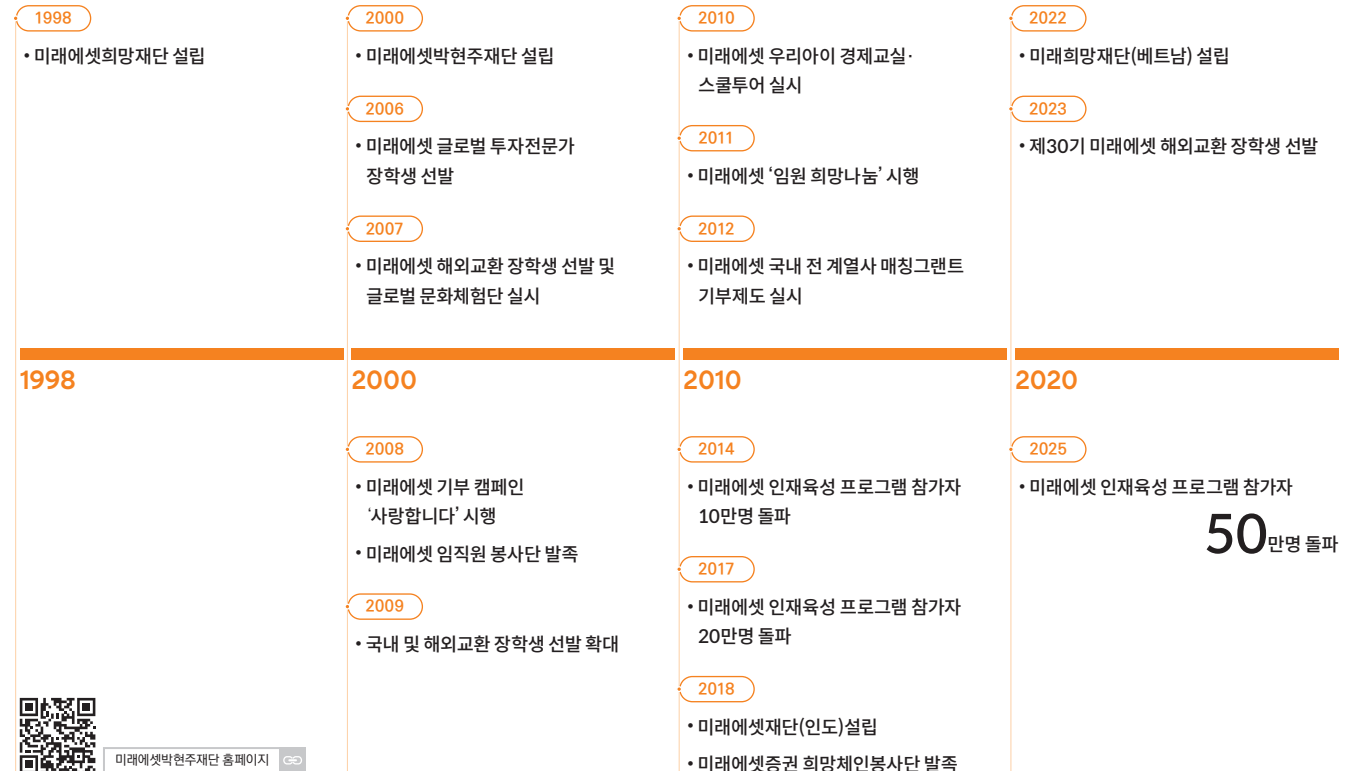 1998
• 미래에셋희망재단 설립
2000
• 미래에셋박현주재단 설립
2006
• 미래에셋 글로벌 투자전문가
장학생 선발
2007
• 미래에셋 해외교환 장학생 선발 및
글로벌 문화체험단 실시
2010
• 미래에셋 우리아이 경제교실·
스쿨투어 실시
2011
• 미래에셋 ‘임원 희망나눔’ 시행
2012
• 미래에셋 국내 전 계열사 매칭그랜트
기부제도 실시
2022
• 미래희망재단(베트남) 설립
2023
• 제30기 미래에셋 해외교환 장학생 선발
1998
2000
2010
2020
2008
• 미래에셋 기부 캠페인
‘사랑합니다’ 시행
• 미래에셋 임직원 봉사단 발족
2009
• 국내 및 해외교환 장학생 선발 확대
2014
• 미래에셋 인재육성 프로그램 참가자
10만명 돌파
2017
• 미래에셋 인재육성 프로그램 참가자
20만명 돌파
2018
• 미래에셋재단(인도)설립
• 미래에셋증권 희망체인봉사단 발족
2025
• 미래에셋 인재육성 프로그램 참가자
50만명 돌파
미래에셋박현주재단 홈페이지